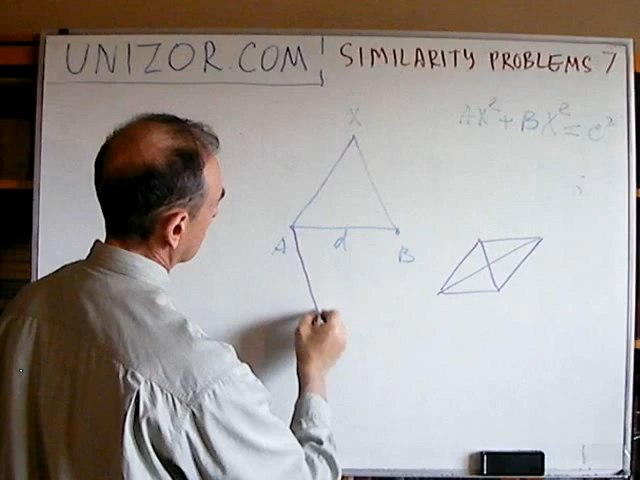 UNIZOR.COM
SIMILARITY PROBLEMS 7
AX² + BX² = C²
X
A
d
B